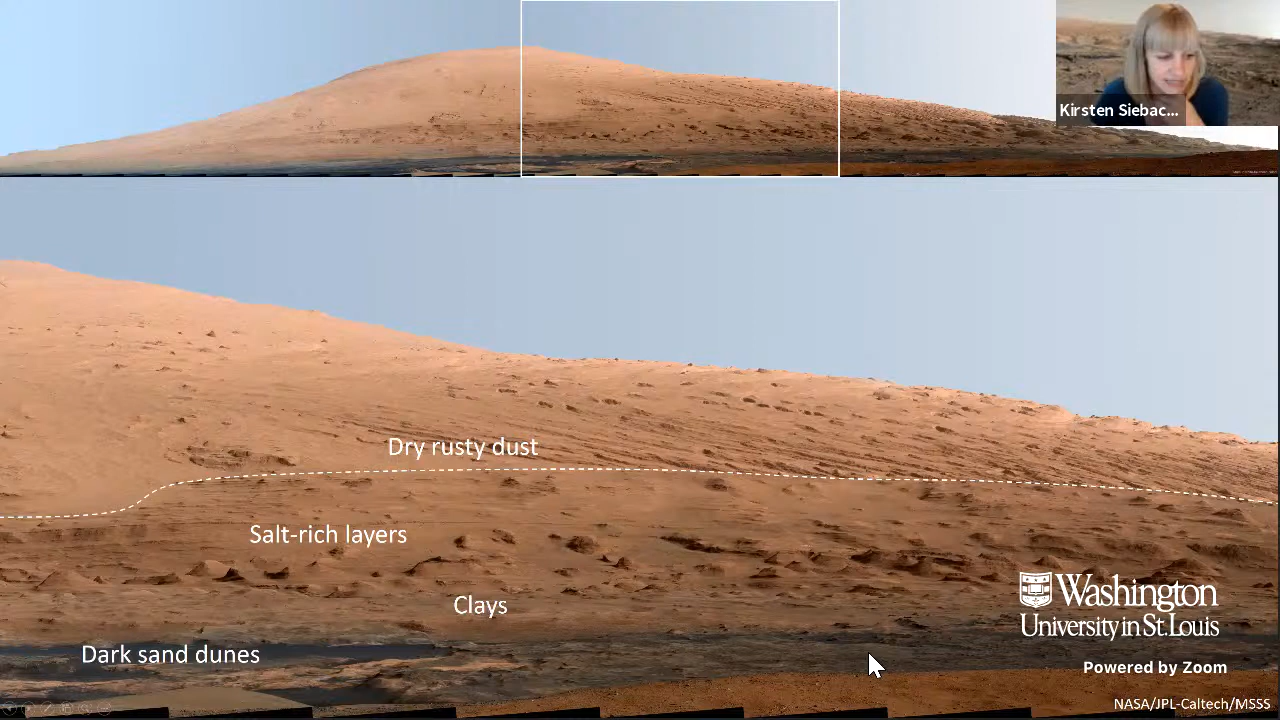 Kirsten Siebac...
Dry rusty dust
Salt-rich layers
Clays
Dark sand dunes
Washington
University in St. Louis
Powered by Zoom
NASA/JPL-Caltech/MSSS